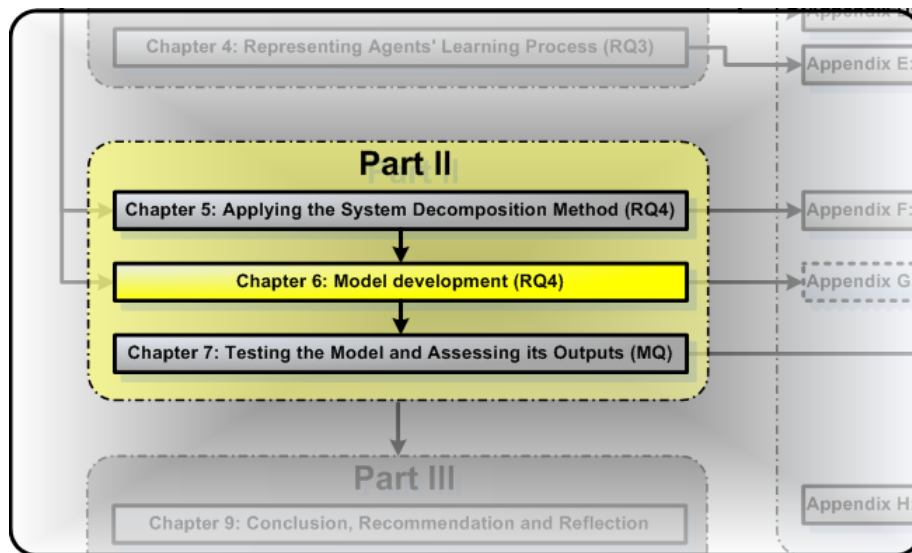 Chapter 4: Representing Agents' Learning Process (RQ3)
Appendix E:
Part II
Chapter 5: Applying the System Decomposition Method (RQ4)
Appendix F:
Chapter 6: Model development (RQ4)
Appendix G
Chapter 7: Testing the Model and Assessing its Outputs (MQ)
Part III
Appendix H:
Chapter 9: Conclusion, Recommendation and Reflection